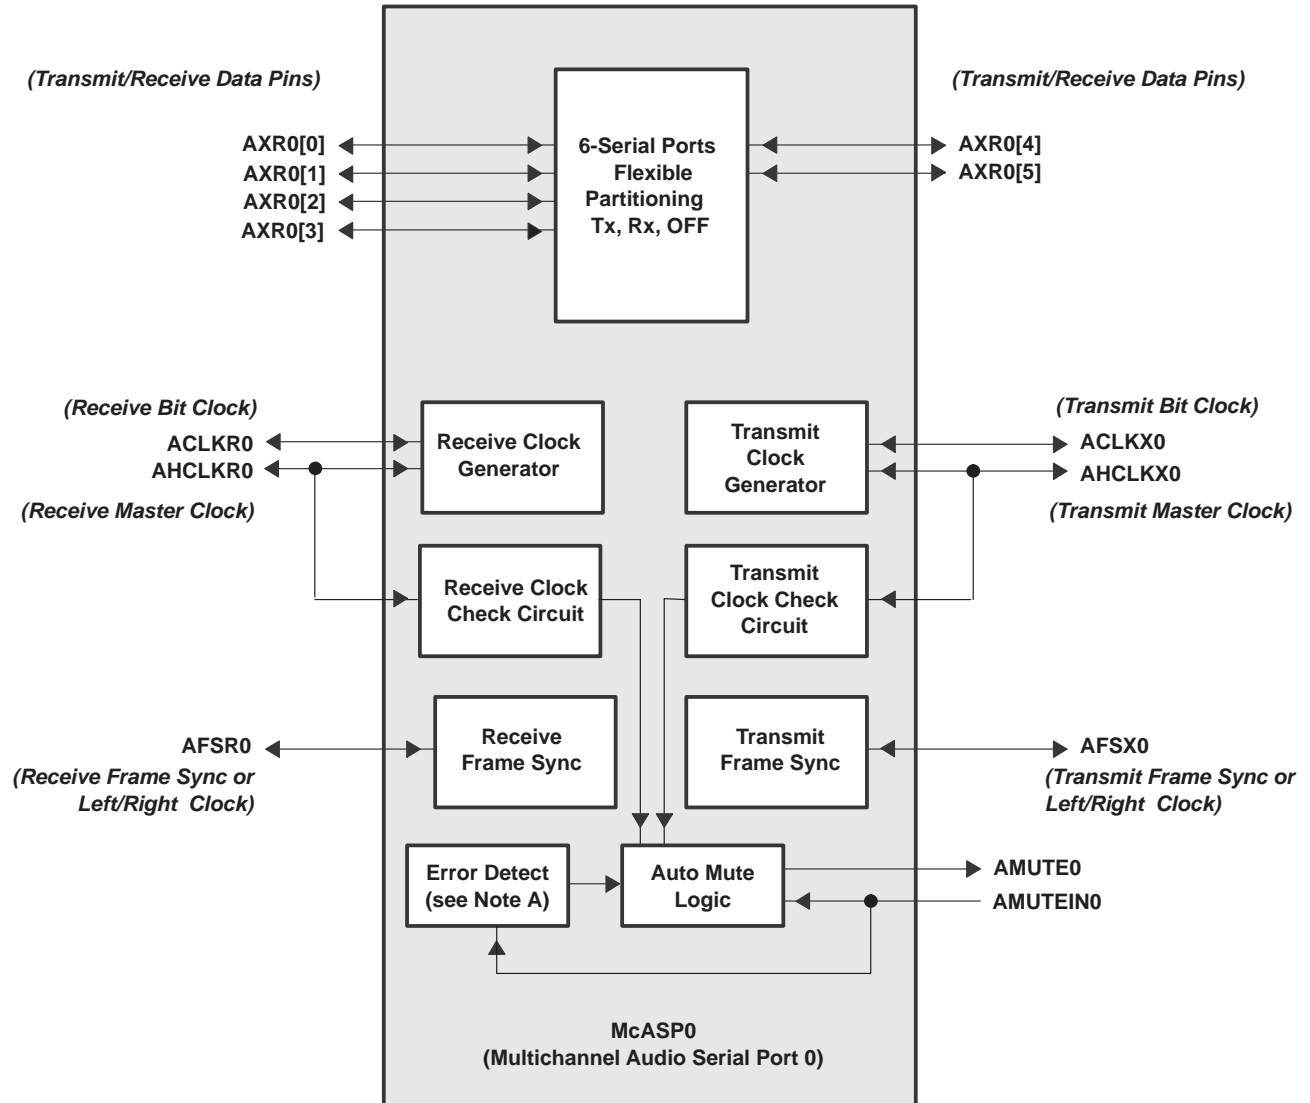 (Transmit/Receive Data Pins)
(Transmit/Receive Data Pins)
AXR0[0]
AXR0[1]
AXR0[2]
AXR0[3]
6-Serial Ports
Flexible
Partitioning
Tx, Rx, OFF
AXR0[4]
AXR0[5]
(Receive Bit Clock)
ACLKR0
AHCLKR0
(Receive Master Clock)
Receive Clock
Generator
Transmit
Clock
Generator
(Transmit Bit Clock)
ACLKX0
AHCLKX0
(Transmit Master Clock)
Receive Clock
Check Circuit
Transmit
Clock Check
Circuit
AFSR0
(Receive Frame Sync or
Left/Right Clock)
Receive
Frame Sync
Transmit
Frame Sync
AFSX0
(Transmit Frame Sync or
Left/Right Clock)
Error Detect
(see Note A)
Auto Mute
Logic
AMUTE0
AMUTEIN0
McASP0
(Multichannel Audio Serial Port 0)